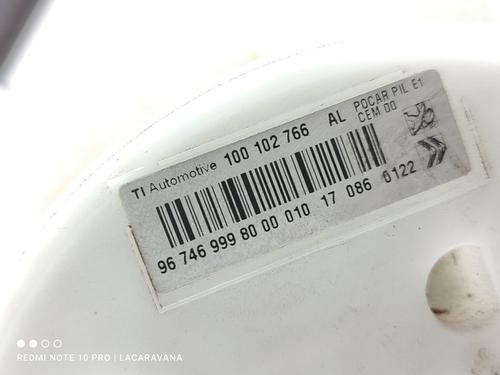 TI Automotive 100 102 766 AL POCAR PIL E1
CEM 00
96 746 999 80 00 010 17 086 0122
REDMI NOTE 10 PRO | LACARAVANA